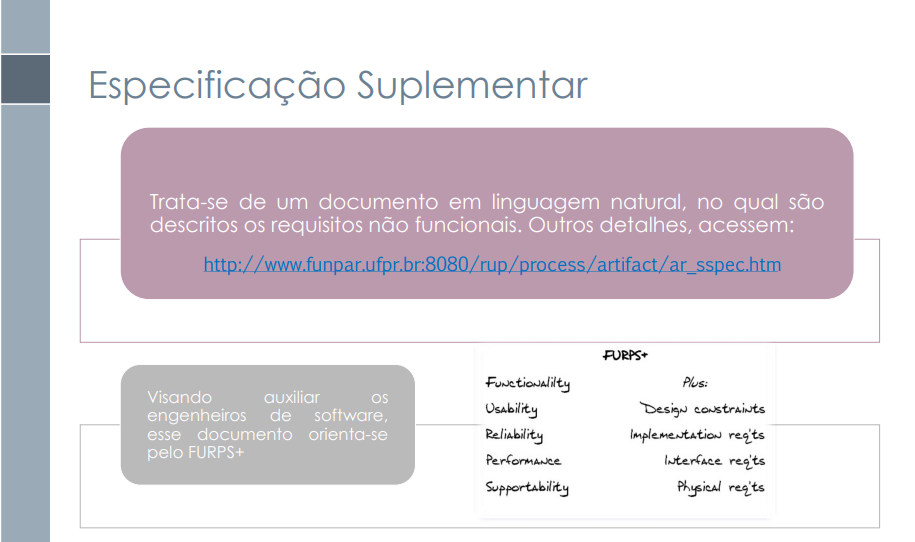 Especificação Suplementar
Trata-se de um documento em linguagem natural, no qual são
descritos os requisitos não funcionais. Outros detalhes, acessem:
http://www.funpar.ufpr.br:8080/rup/process/artifact/ar_sspec.htm
Visando auxiliar os
engenheiros de software,
esse documento orienta-se
pelo FURPS+
FURPS+
Functionalilty Plus:
Usability Design constraints
Reliability Implementation req'ts
Performance Interface req'ts
Supportability Physical req'ts